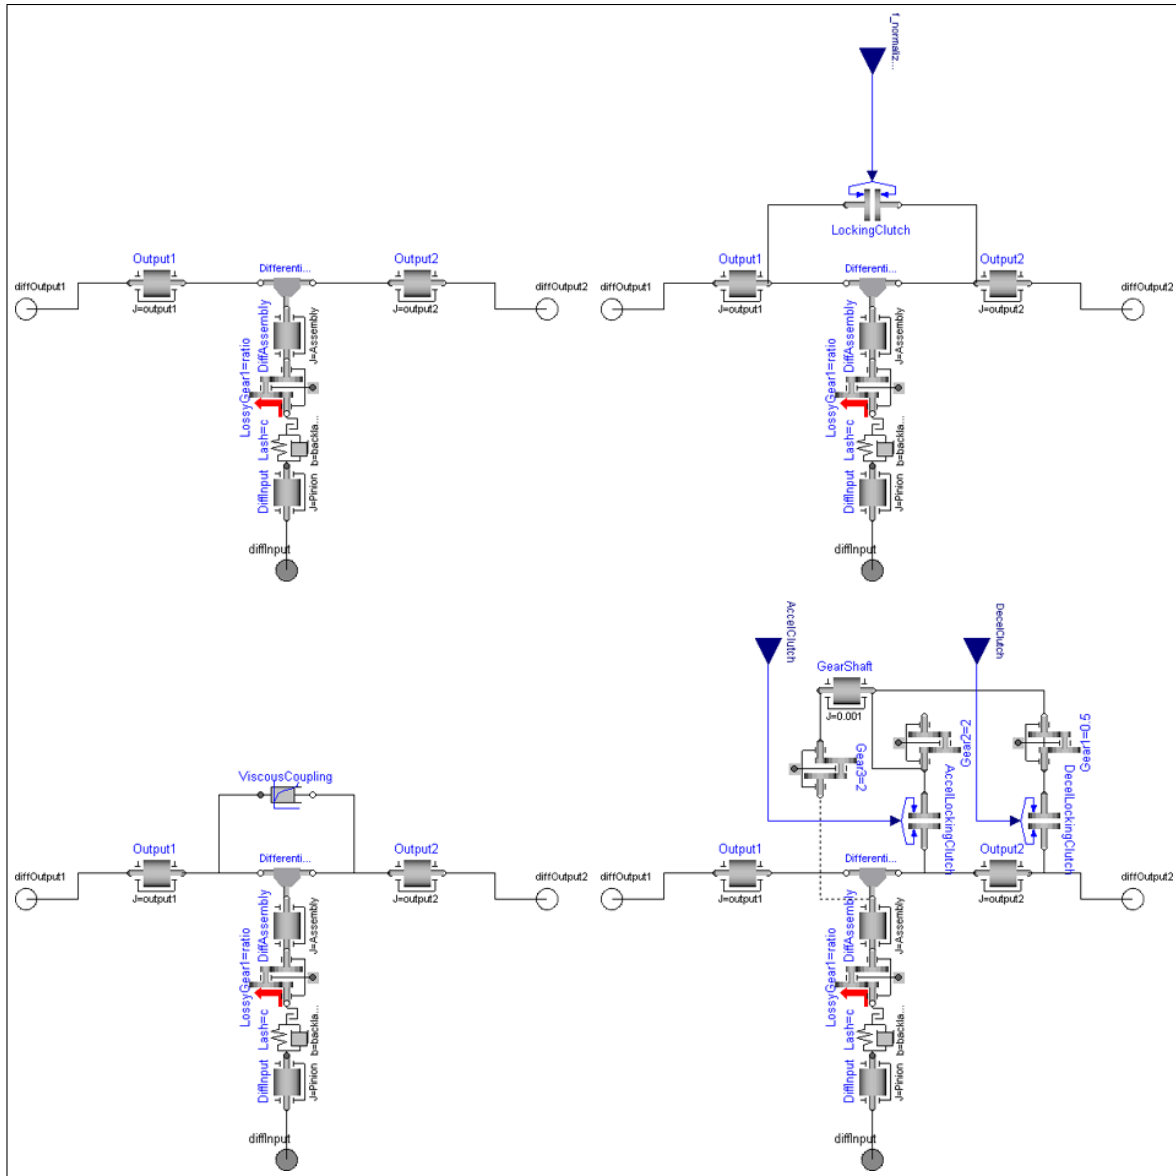 f_normaliz...
LockingClutch
Output1
Differenti...
Output2
diffOutput1
diffOutput2
J=output1
J=output2
DiffAssembly
J=Assembly
LossyGear1=ratio
Lash=c
b=backla...
DiffInput
J=Pinion
diffInput
Output1
Differenti...
Output2
diffOutput1
diffOutput2
J=output1
J=output2
DiffAssembly
J=Assembly
LossyGear1=ratio
Lash=c
b=backla...
DiffInput
J=Pinion
diffInput
ViscousCoupling
Output1
Differenti...
Output2
diffOutput1
diffOutput2
J=output1
J=output2
DiffAssembly
J=Assembly
LossyGear1=ratio
Lash=c
b=backla...
DiffInput
J=Pinion
diffInput
AccelClutch
DecelClutch
GearShaft
J=0.001
Gear3=2
Gear2=2
Gear1=0.5
AccelLockingClutch
DecelLockingClutch
Output1
Differenti...
Output2
diffOutput1
diffOutput2
J=output1
J=output2
DiffAssembly
J=Assembly
LossyGear1=ratio
Lash=c
b=backla...
DiffInput
J=Pinion
diffInput